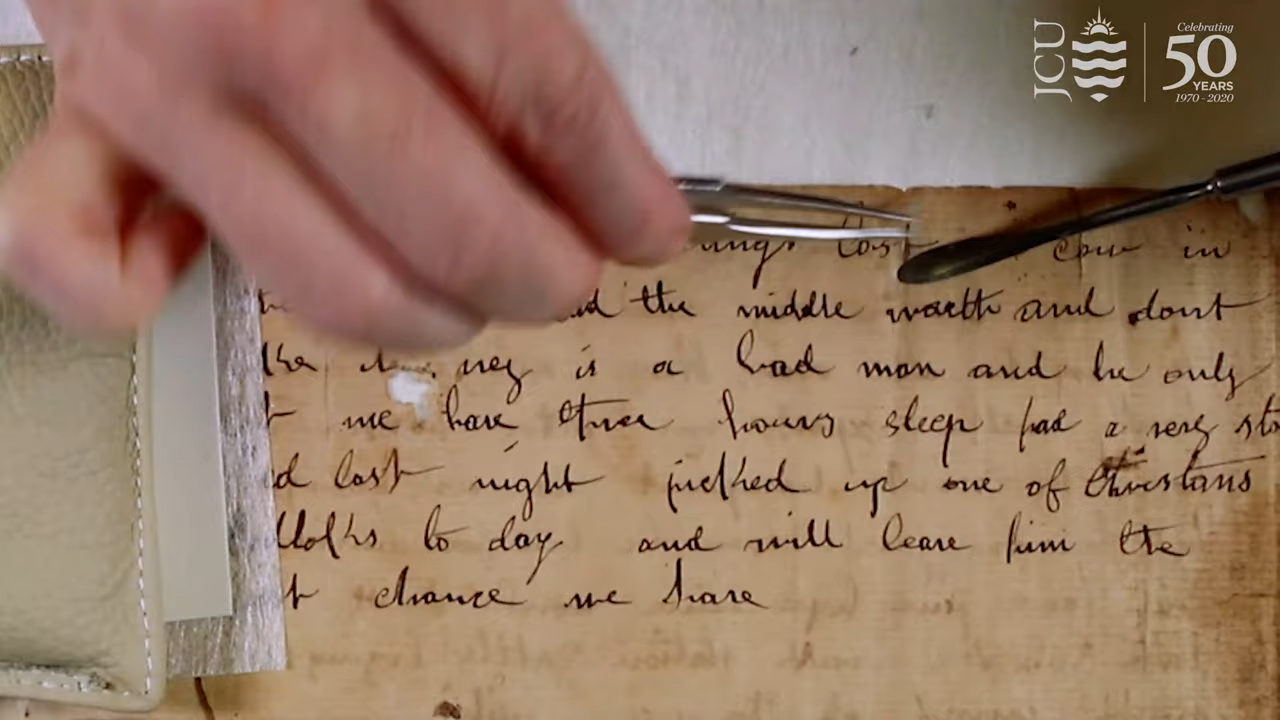 JCU
Celebrating
50
YEARS
1970 - 2020
lost cow in
the middle watch and dont
is a bad man and he only
me have three hours sleep had a very
last night picked up one of Christans
to day and will leave him the
chance we have